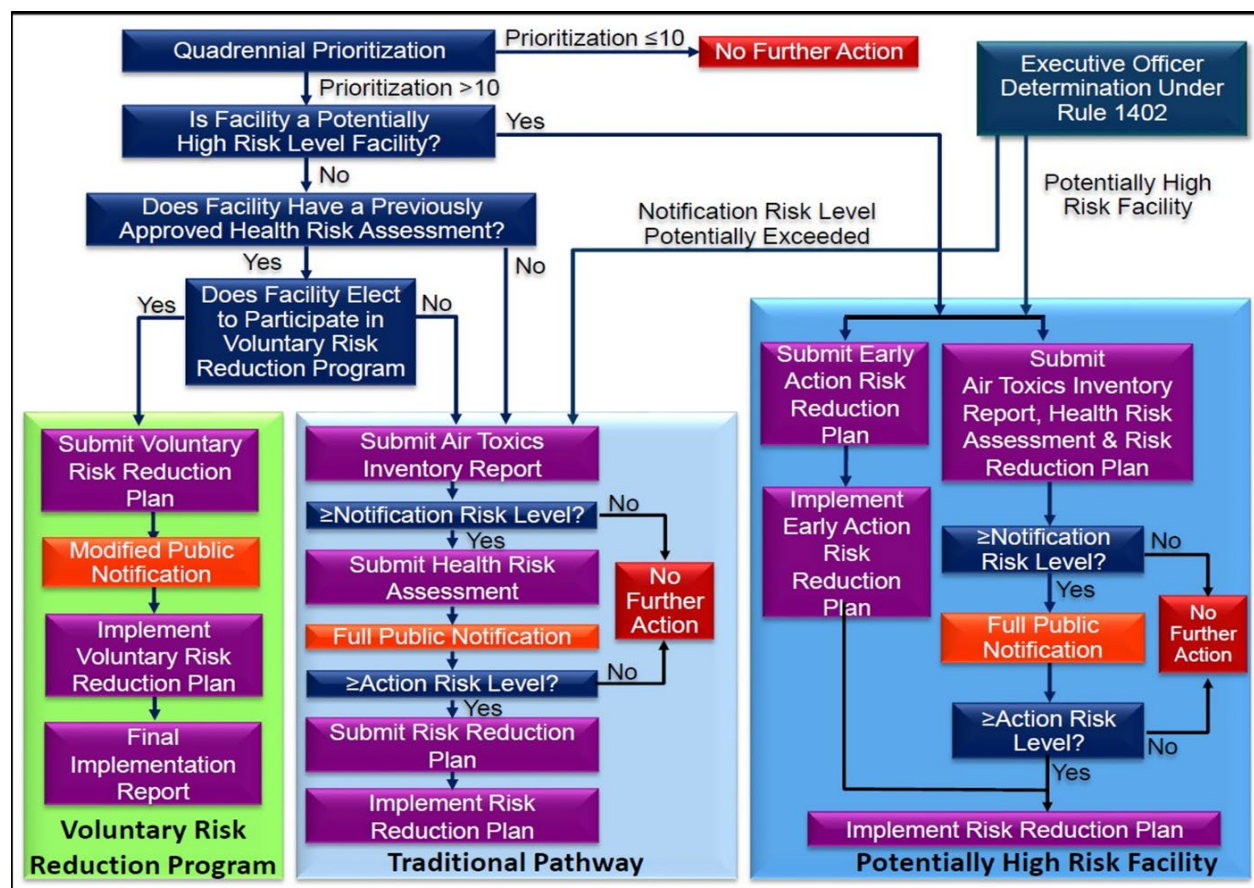 Quadrennial Prioritization
Prioritization ≤10
No Further Action
Executive Officer
Determination Under
Rule 1402
Prioritization >10
Is Facility a Potentially
High Risk Level Facility?
Yes
No
Potentially High
Risk Facility
Does Facility Have a Previously
Approved Health Risk Assessment?
Notification Risk Level
Potentially Exceeded
Yes
No
Does Facility Elect
to Participate in
Voluntary Risk
Reduction Program
Yes
No
Submit Voluntary
Risk Reduction
Plan
Modified Public
Notification
Implement
Voluntary Risk
Reduction Plan
Final
Implementation
Report
Voluntary Risk
Reduction Program
Submit Air Toxics
Inventory Report
≥Notification Risk Level?
No
Yes
Submit Health Risk
Assessment
No
Further
Action
Full Public Notification
≥Action Risk Level?
No
Yes
Submit Risk Reduction
Plan
Implement Risk
Reduction Plan
Traditional Pathway
Submit Early
Action Risk
Reduction
Plan
Implement
Early Action
Risk
Reduction
Plan
Submit
Air Toxics Inventory
Report, Health Risk
Assessment & Risk
Reduction Plan
≥Notification
Risk Level?
No
Yes
Full Public
Notification
No
Further
Action
≥Action Risk
Level?
No
Yes
Implement Risk Reduction Plan
Potentially High Risk Facility